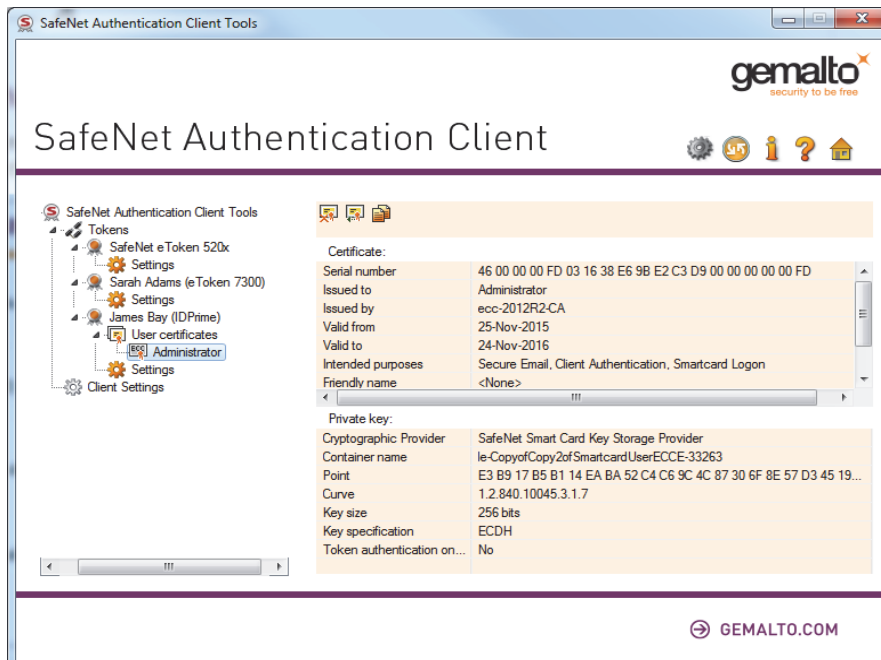 SafeNet Authentication Client Tools
gemalto
security to be free
SafeNet Authentication Client
SafeNet Authentication Client Tools
Tokens
SafeNet eToken 520x
Settings
Sarah Adams (eToken 7300)
Settings
James Bay (IDPrime)
User certificates
ECC Administrator
Settings
Client Settings
Certificate:
Serial number 46 00 00 00 FD 03 16 38 E6 9B E2 C3 D9 00 00 00 00 00 FD
Issued to Administrator
Issued by ecc-2012R2-CA
Valid from 25-Nov-2015
Valid to 24-Nov-2016
Intended purposes Secure Email, Client Authentication, Smartcard Logon
Friendly name <None>
Private key:
Cryptographic Provider SafeNet Smart Card Key Storage Provider
Container name le-CopyofCopy2ofSmartcardUserECCE-33263
Point E3 B9 17 B5 B1 14 EA BA 52 C4 C6 9C 4C 87 30 6F 8E 57 D3 45 19...
Curve 1.2.840.10045.3.1.7
Key size 256 bits
Key specification ECDH
Token authentication on... No
GEMALTO.COM